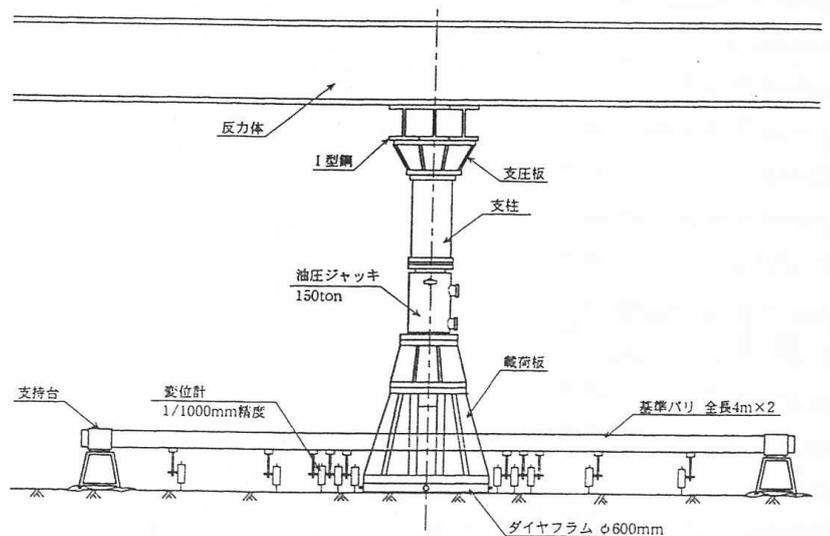 反力体
I型鋼
支圧板
支柱
油圧ジャッキ
150ton
載荷板
支持台
変位計
1/1000mm精度
基準バリ 全長4m×2
ダイヤフラム φ600mm